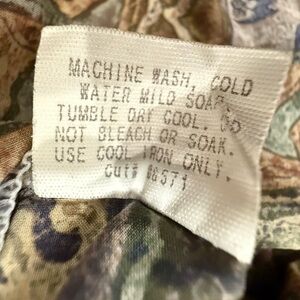 MACHINE WASH, COLD
WATER MILD SOAP.
TUMBLE DRY COOL. DO
NOT BLEACH OR SOAK.
USE COOL IRON ONLY.
Cut#